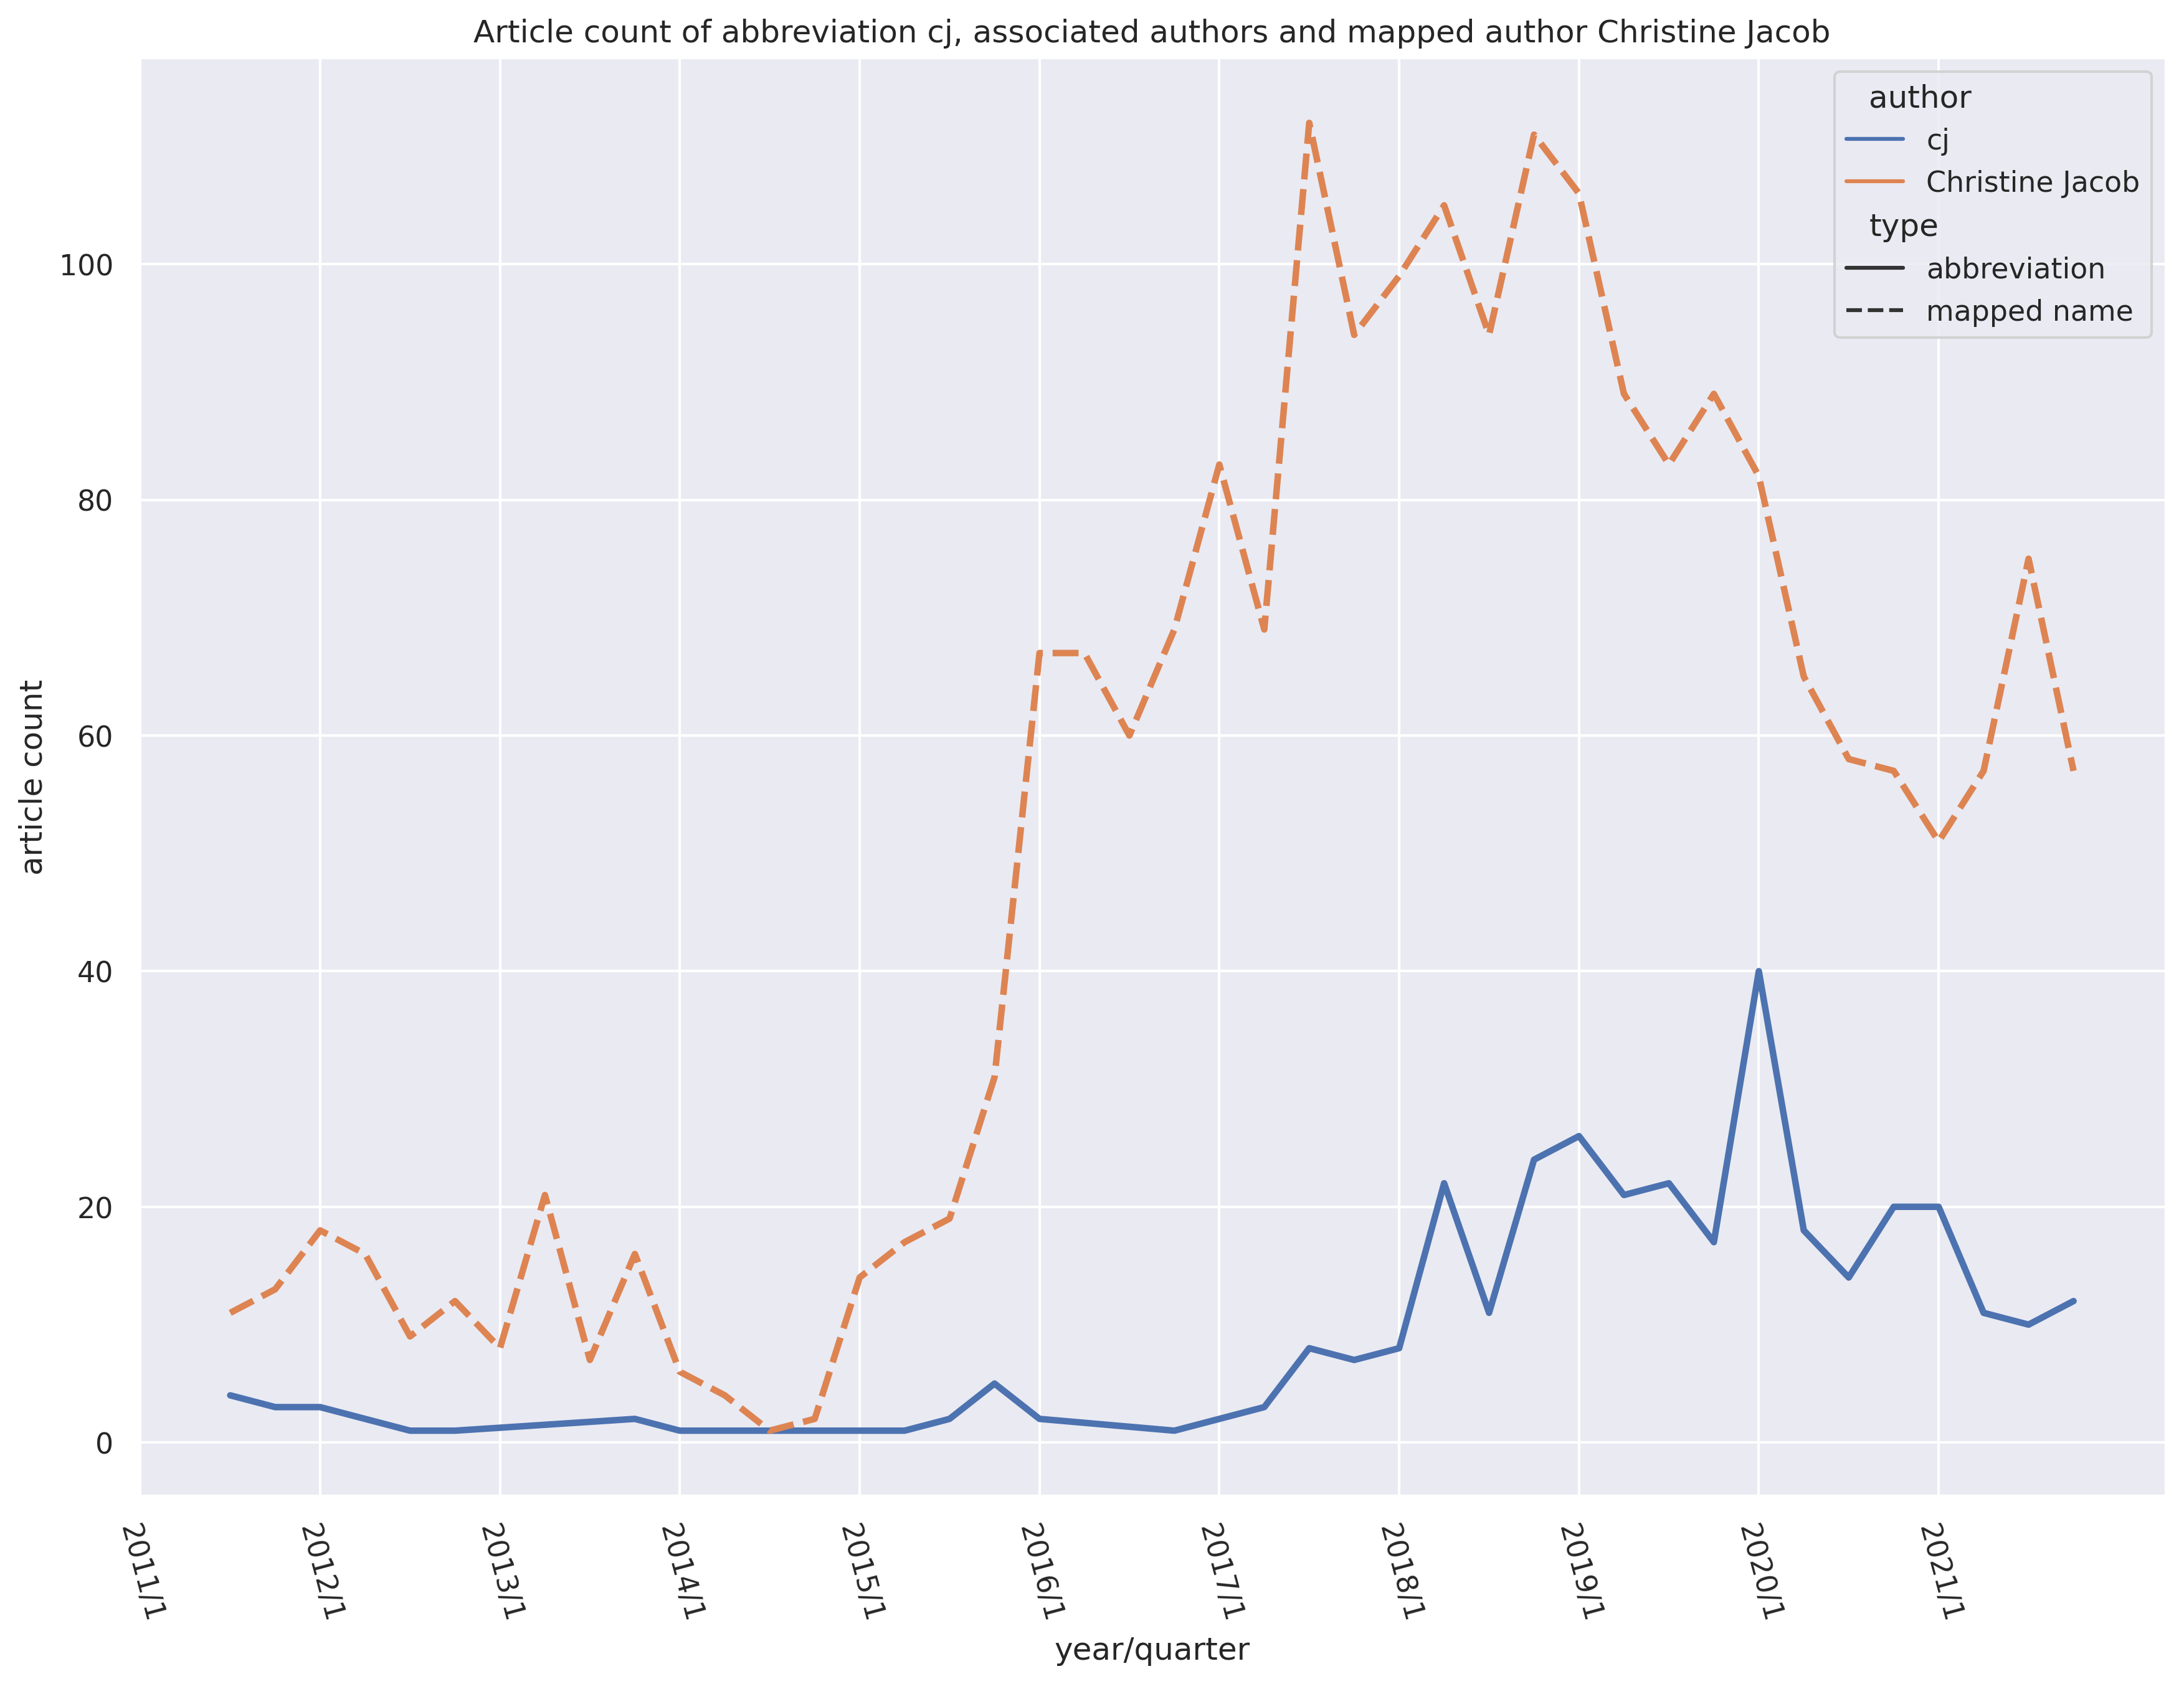 Article count of abbreviation cj, associated authors and mapped author Christine Jacob
author
cj
Christine Jacob
type
abbreviation
mapped name
article count
100
80
60
40
20
0
2011/1
2012/1
2013/1
2014/1
2015/1
2016/1
2017/1
2018/1
2019/1
2020/1
2021/1
year/quarter